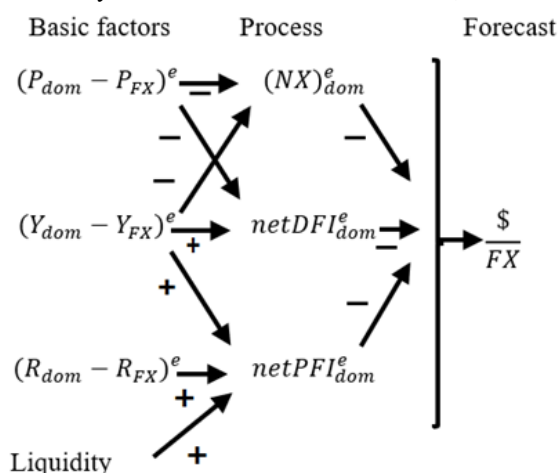 Basic factors Process Forecast
(P_dom − P_FX)^e − (NX)^e_dom
− −
−
(Y_dom − Y_FX)^e + netDFI^e_dom − $/FX
+
−
(R_dom − R_FX)^e + netPFI^e_dom
Liquidity +